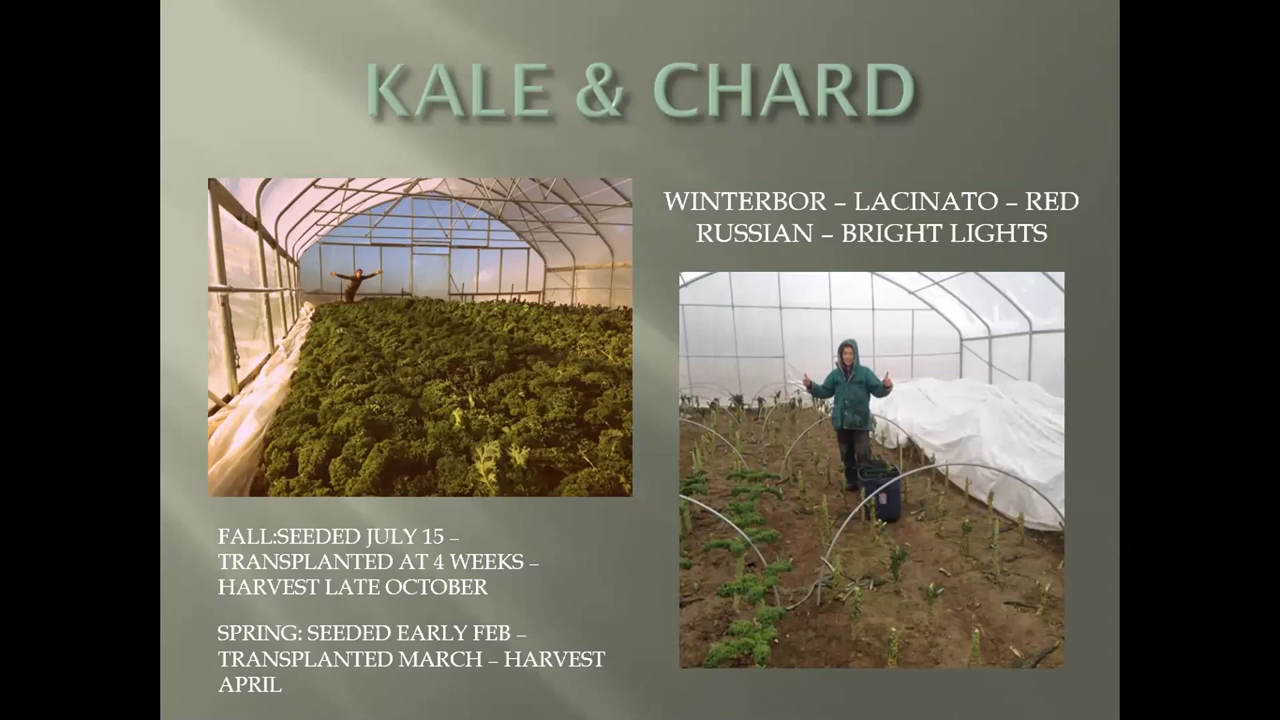 KALE & CHARD
WINTERBOR – LACINATO – RED
RUSSIAN – BRIGHT LIGHTS
FALL:SEEDED JULY 15 –
TRANSPLANTED AT 4 WEEKS –
HARVEST LATE OCTOBER
SPRING: SEEDED EARLY FEB –
TRANSPLANTED MARCH – HARVEST
APRIL